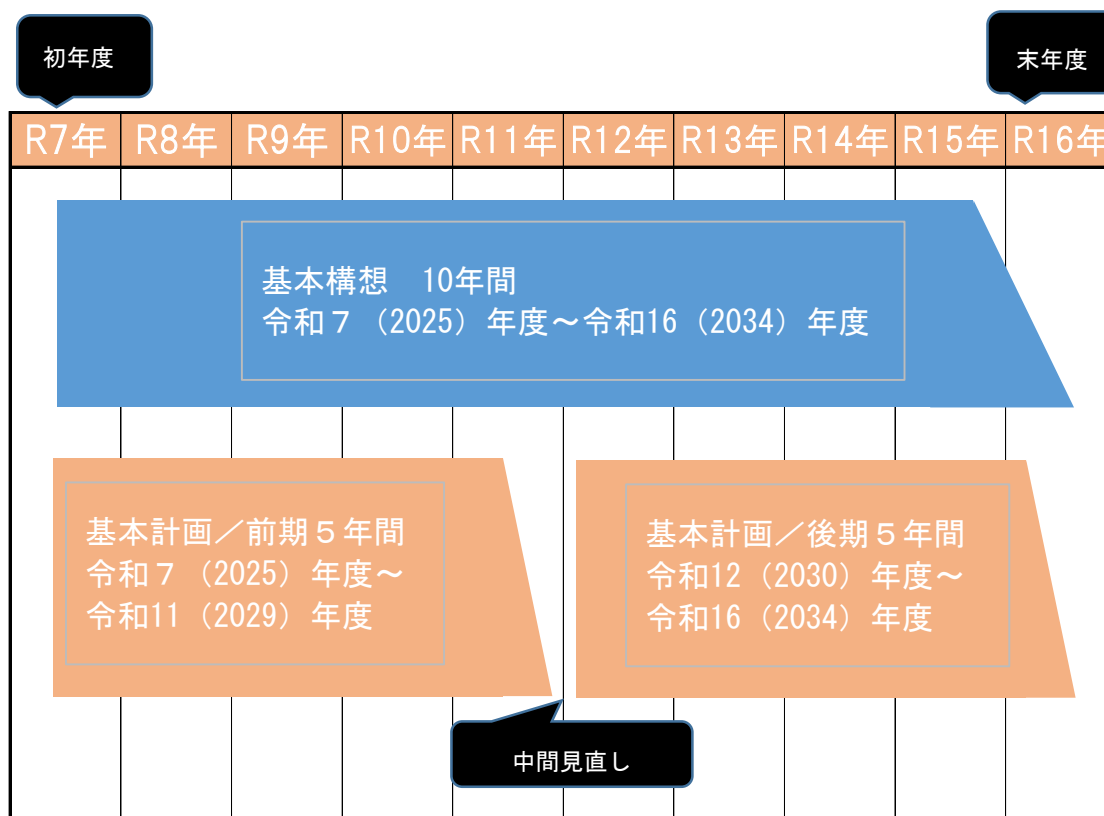 初年度
末年度
R7年 R8年 R9年 R10年 R11年 R12年 R13年 R14年 R15年 R16年
基本構想　10年間
令和７（2025）年度～令和16（2034）年度
基本計画／前期５年間
令和７（2025）年度～
令和11（2029）年度
基本計画／後期５年間
令和12（2030）年度～
令和16（2034）年度
中間見直し